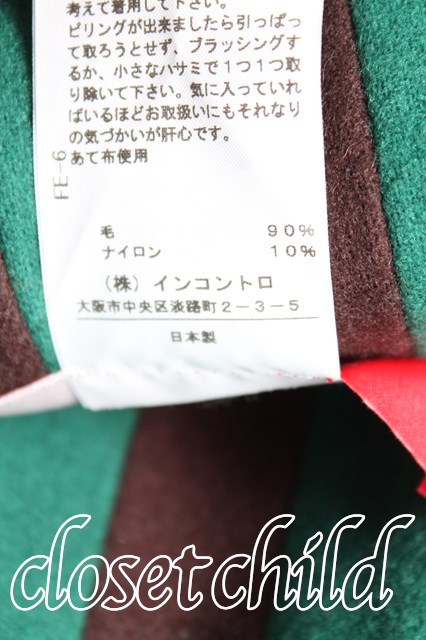 考えて着用して下さい。
ピリングが出来ましたら引っぱっ
て取ろうとせず、ブラッシングす
るか、小さなハサミで1つ1つ取
り除いて下さい。気に入っていれ
ばいるほどお取扱いにもそれなり
の気づかいが肝心です。
あて布使用
FE-6
毛 90%
ナイロン 10%
(株)インコントロ
大阪市中央区淡路町2-3-5
日本製
closet child